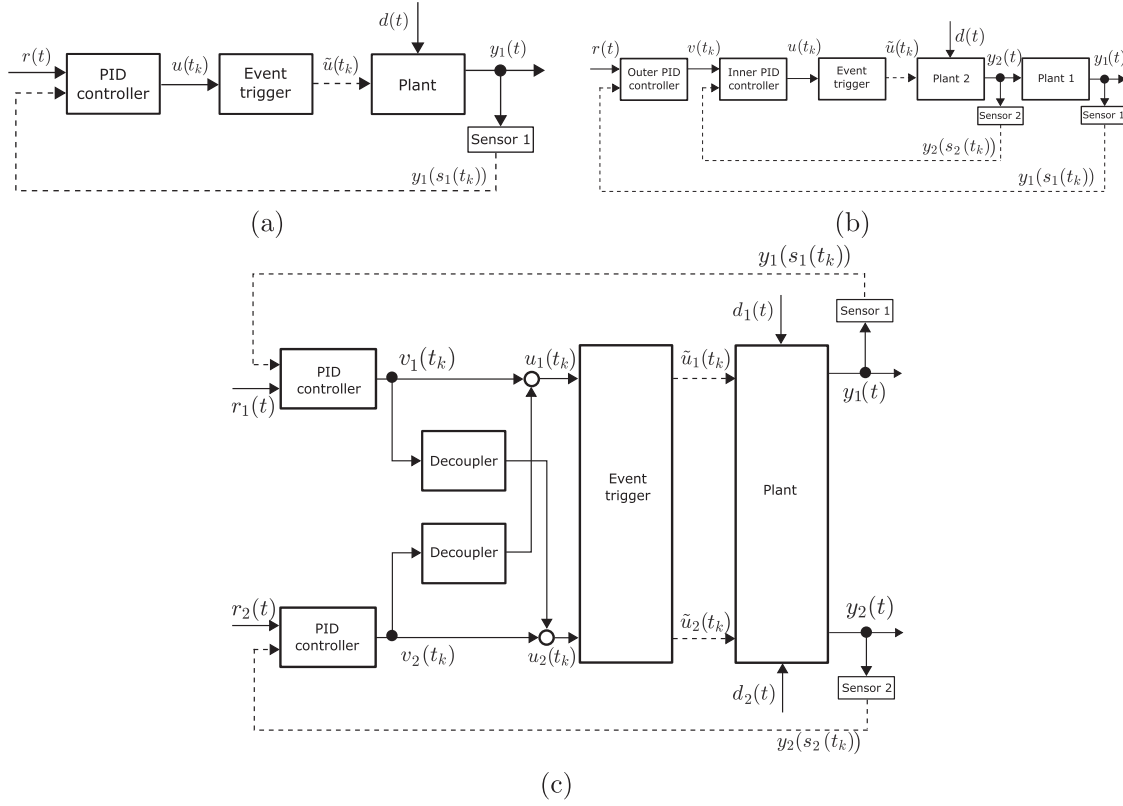 r(t)
PID
controller
u(t_k)
Event
trigger
ũ(t_k)
d(t)
Plant
y_1(t)
Sensor 1
y_1(s_1(t_k))
(a)
r(t)
Outer PID
controller
v(t_k)
Inner PID
controller
u(t_k)
Event
trigger
ũ(t_k)
d(t)
Plant 2
y_2(t)
Plant 1
y_1(t)
Sensor 2
Sensor 1
y_2(s_2(t_k))
y_1(s_1(t_k))
(b)
y_1(s_1(t_k))
Sensor 1
d_1(t)
PID
controller
r_1(t)
v_1(t_k)
u_1(t_k)
ũ_1(t_k)
y_1(t)
Decoupler
Event
trigger
Plant
Decoupler
r_2(t)
PID
controller
v_2(t_k)
u_2(t_k)
ũ_2(t_k)
y_2(t)
d_2(t)
Sensor 2
y_2(s_2(t_k))
(c)